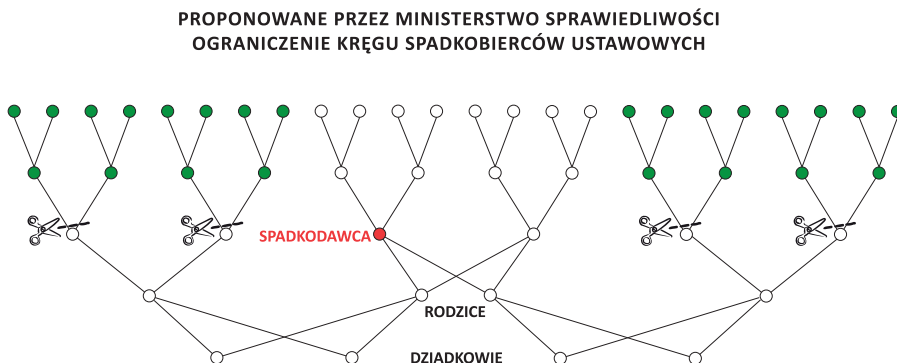 PROPONOWANE PRZEZ MINISTERSTWO SPRAWIEDLIWOŚCI
OGRANICZENIE KRĘGU SPADKOBIERCÓW USTAWOWYCH
SPADKODAWCA
RODZICE
DZIADKOWIE